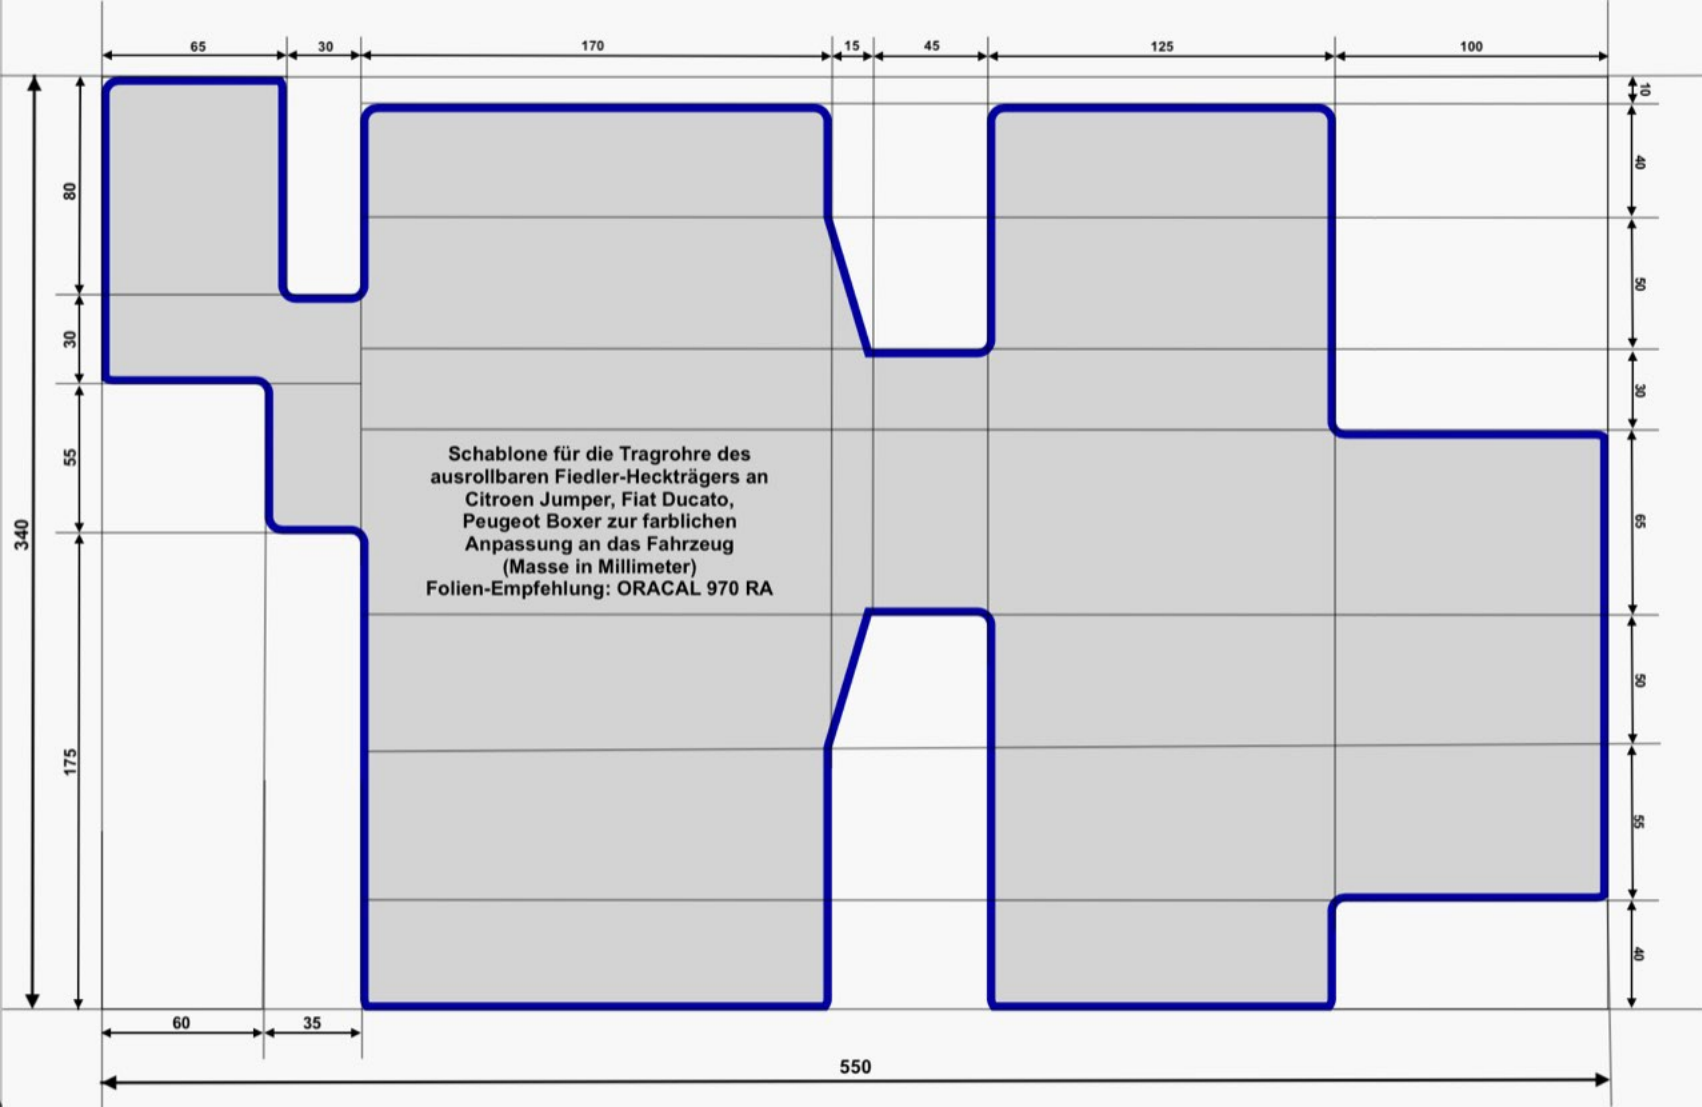 65 30 170 15 45 125 100
10
40
80
50
30
30
Schablone für die Tragrohre des
ausrollbaren Fiedler-Heckträgers an
Citroen Jumper, Fiat Ducato,
Peugeot Boxer zur farblichen
Anpassung an das Fahrzeug
(Masse in Millimeter)
Folien-Empfehlung: ORACAL 970 RA
55
65
340
50
175
55
40
60 35
550